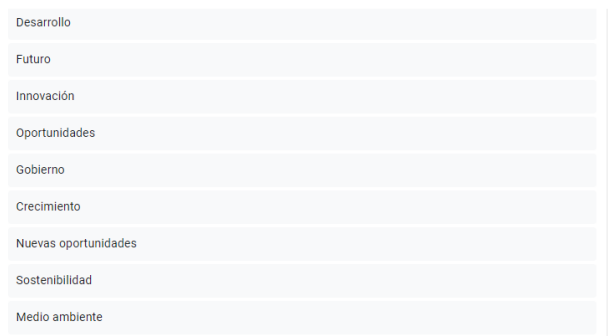 Desarrollo
Futuro
Innovación
Oportunidades
Gobierno
Crecimiento
Nuevas oportunidades
Sostenibilidad
Medio ambiente